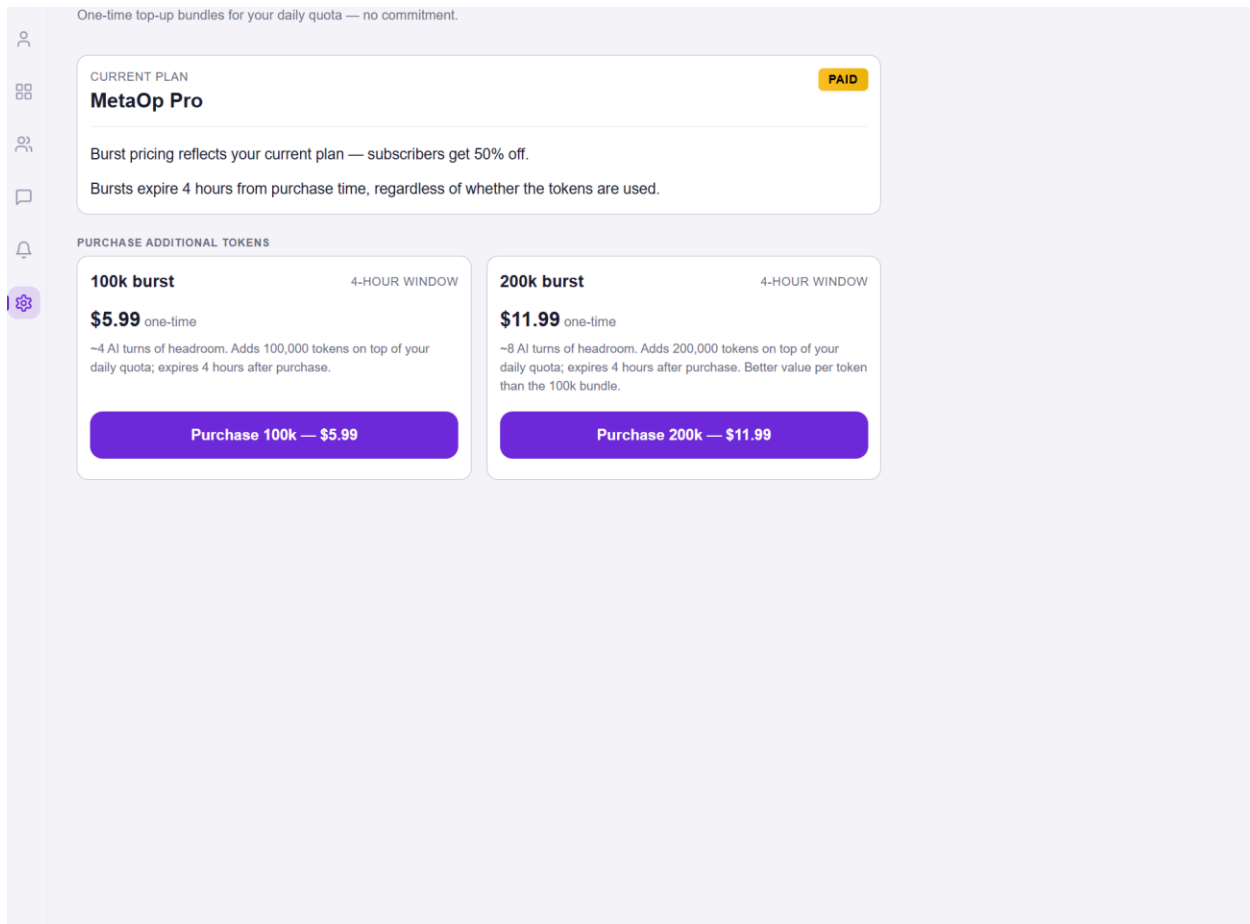 One-time top-up bundles for your daily quota — no commitment.
CURRENT PLAN
PAID
MetaOp Pro
Burst pricing reflects your current plan — subscribers get 50% off.
Bursts expire 4 hours from purchase time, regardless of whether the tokens are used.
PURCHASE ADDITIONAL TOKENS
100k burst
4-HOUR WINDOW
$5.99 one-time
~4 AI turns of headroom. Adds 100,000 tokens on top of your
daily quota; expires 4 hours after purchase.
Purchase 100k — $5.99
200k burst
4-HOUR WINDOW
$11.99 one-time
~8 AI turns of headroom. Adds 200,000 tokens on top of your
daily quota; expires 4 hours after purchase. Better value per token
than the 100k bundle.
Purchase 200k — $11.99